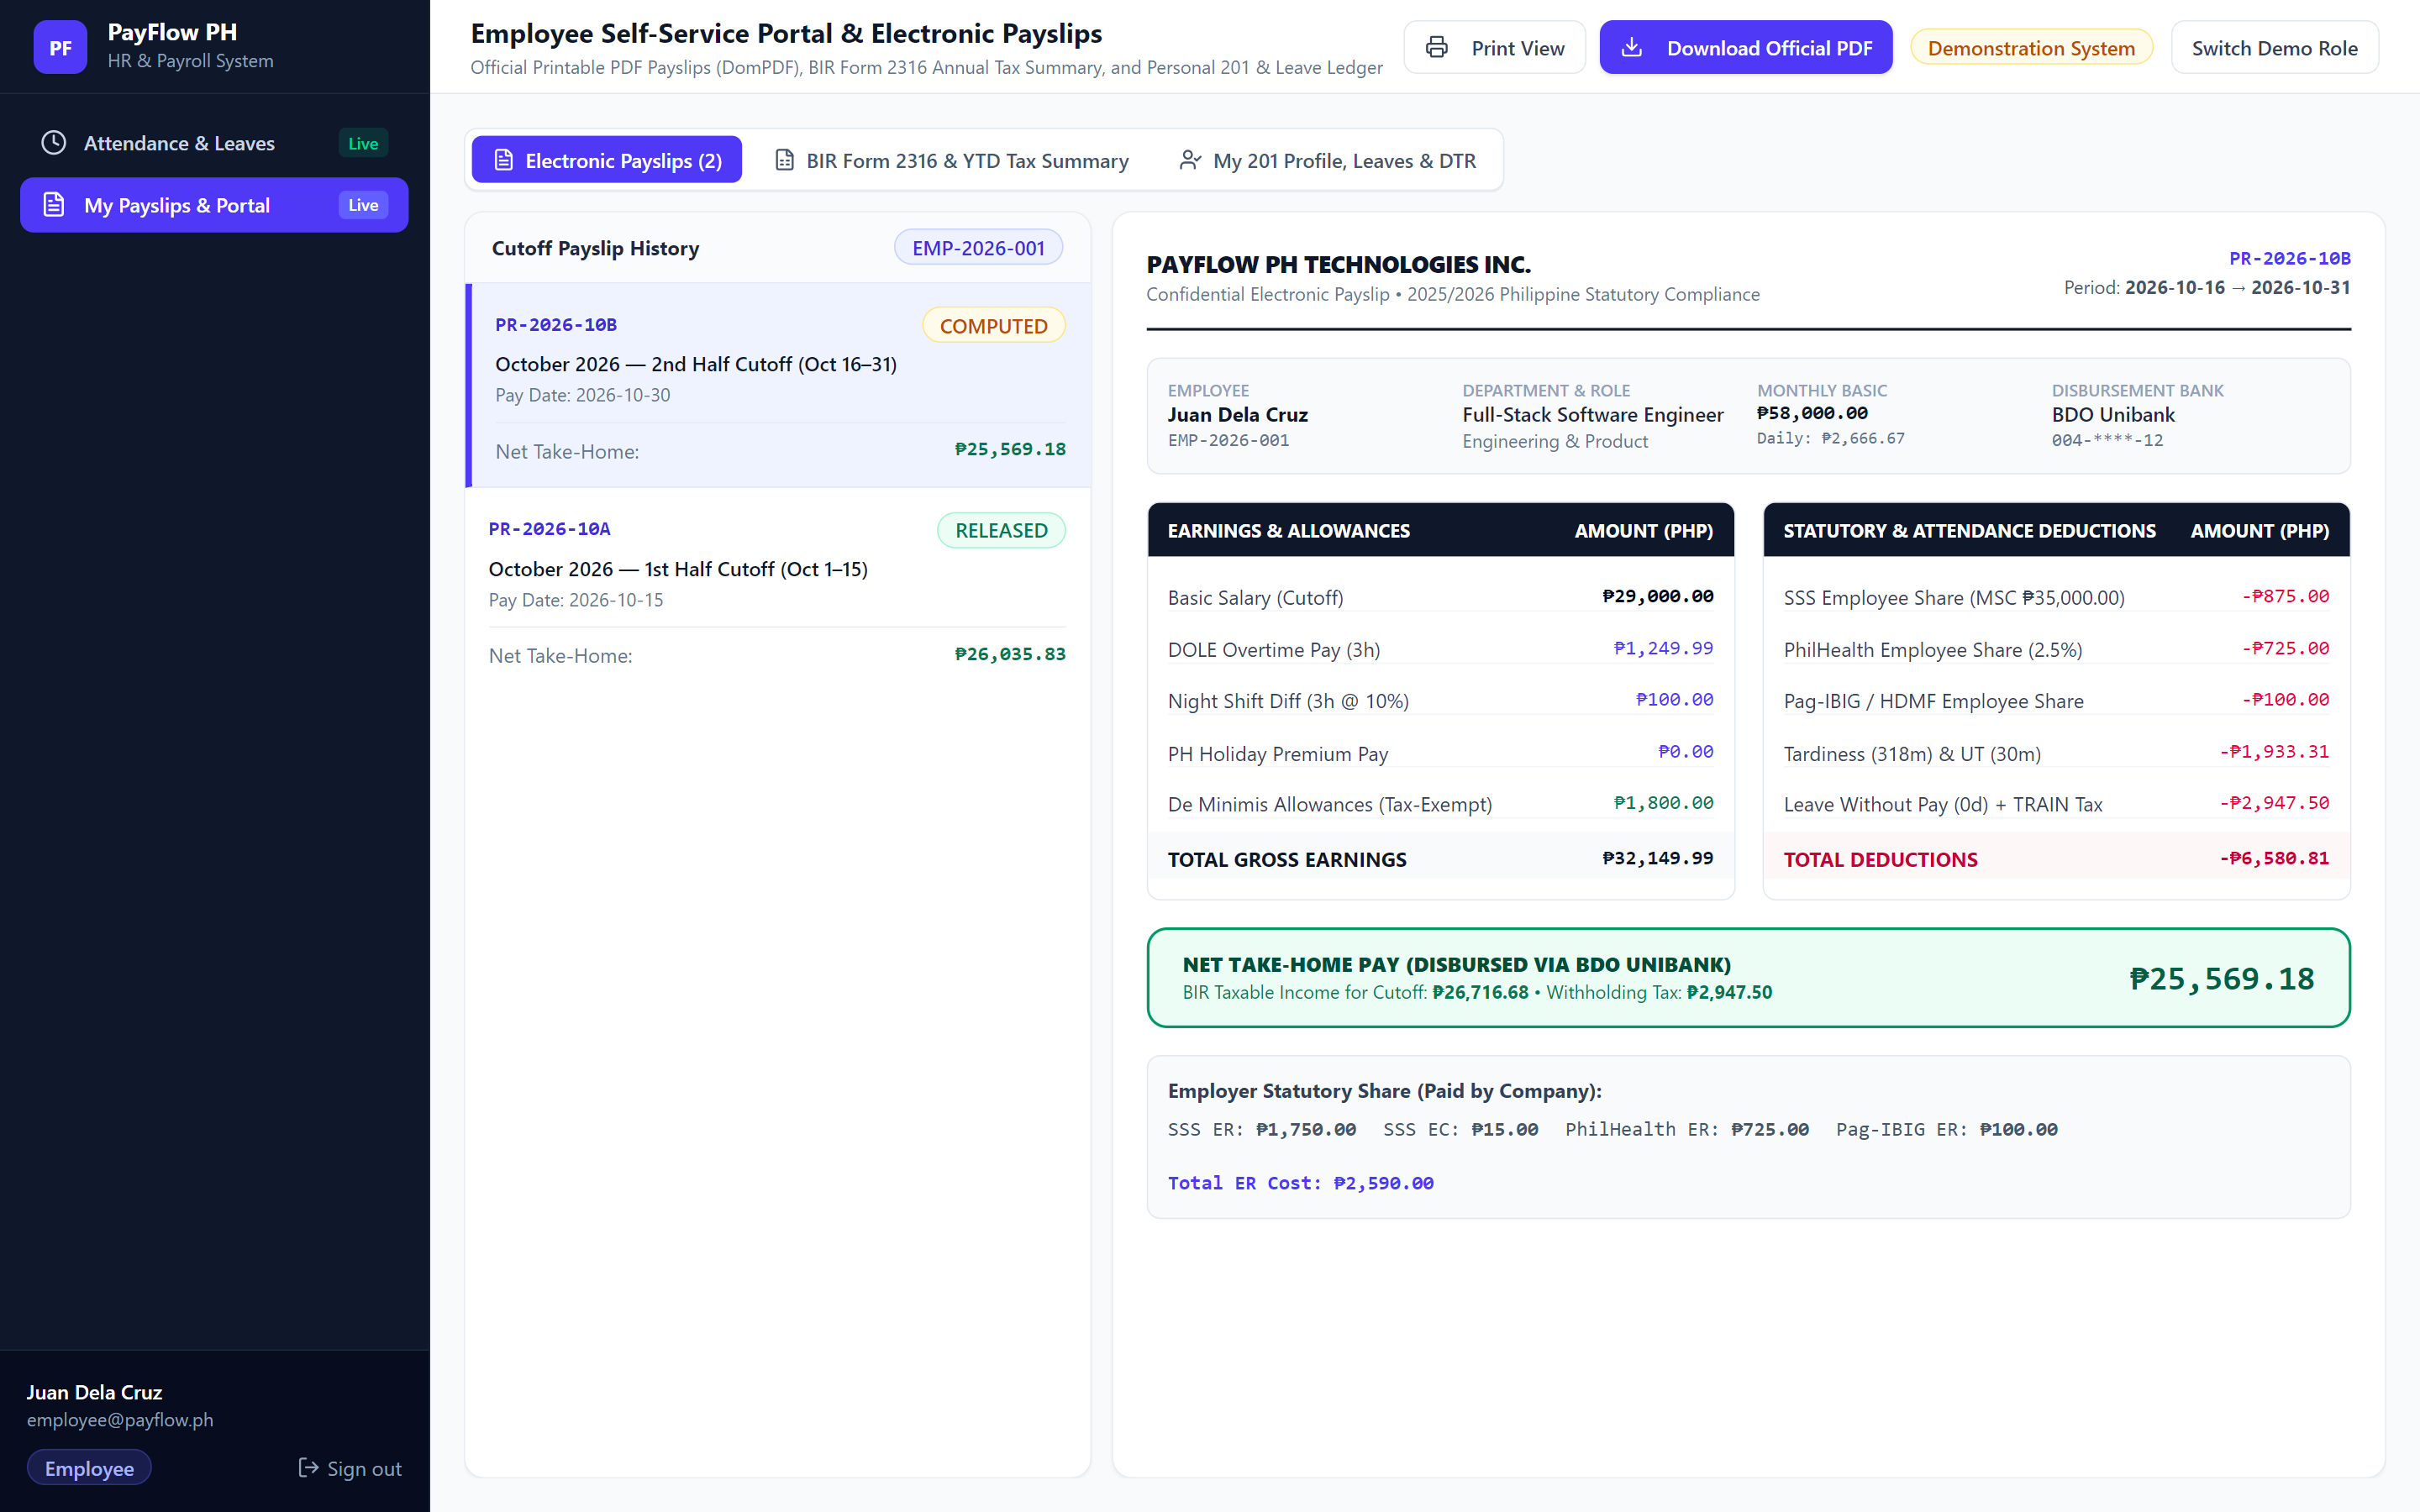 PF
PayFlow PH
HR & Payroll System
Attendance & Leaves Live
My Payslips & Portal Live
Juan Dela Cruz
employee@payflow.ph
Employee Sign out
Employee Self-Service Portal & Electronic Payslips
Official Printable PDF Payslips (DomPDF), BIR Form 2316 Annual Tax Summary, and Personal 201 & Leave Ledger
Print View Download Official PDF Demonstration System Switch Demo Role
Electronic Payslips (2) BIR Form 2316 & YTD Tax Summary My 201 Profile, Leaves & DTR
Cutoff Payslip History EMP-2026-001
PR-2026-10B COMPUTED
October 2026 — 2nd Half Cutoff (Oct 16–31)
Pay Date: 2026-10-30
Net Take-Home: ₱25,569.18
PR-2026-10A RELEASED
October 2026 — 1st Half Cutoff (Oct 1–15)
Pay Date: 2026-10-15
Net Take-Home: ₱26,035.83
PAYFLOW PH TECHNOLOGIES INC.
Confidential Electronic Payslip • 2025/2026 Philippine Statutory Compliance
PR-2026-10B
Period: 2026-10-16 → 2026-10-31
EMPLOYEE
Juan Dela Cruz
EMP-2026-001
DEPARTMENT & ROLE
Full-Stack Software Engineer
Engineering & Product
MONTHLY BASIC
₱58,000.00
Daily: ₱2,666.67
DISBURSEMENT BANK
BDO Unibank
004-****-12
EARNINGS & ALLOWANCES AMOUNT (PHP)
Basic Salary (Cutoff) ₱29,000.00
DOLE Overtime Pay (3h) ₱1,249.99
Night Shift Diff (3h @ 10%) ₱100.00
PH Holiday Premium Pay ₱0.00
De Minimis Allowances (Tax-Exempt) ₱1,800.00
TOTAL GROSS EARNINGS ₱32,149.99
STATUTORY & ATTENDANCE DEDUCTIONS AMOUNT (PHP)
SSS Employee Share (MSC ₱35,000.00) -₱875.00
PhilHealth Employee Share (2.5%) -₱725.00
Pag-IBIG / HDMF Employee Share -₱100.00
Tardiness (318m) & UT (30m) -₱1,933.31
Leave Without Pay (0d) + TRAIN Tax -₱2,947.50
TOTAL DEDUCTIONS -₱6,580.81
NET TAKE-HOME PAY (DISBURSED VIA BDO UNIBANK)
BIR Taxable Income for Cutoff: ₱26,716.68 • Withholding Tax: ₱2,947.50
₱25,569.18
Employer Statutory Share (Paid by Company):
SSS ER: ₱1,750.00 SSS EC: ₱15.00 PhilHealth ER: ₱725.00 Pag-IBIG ER: ₱100.00
Total ER Cost: ₱2,590.00